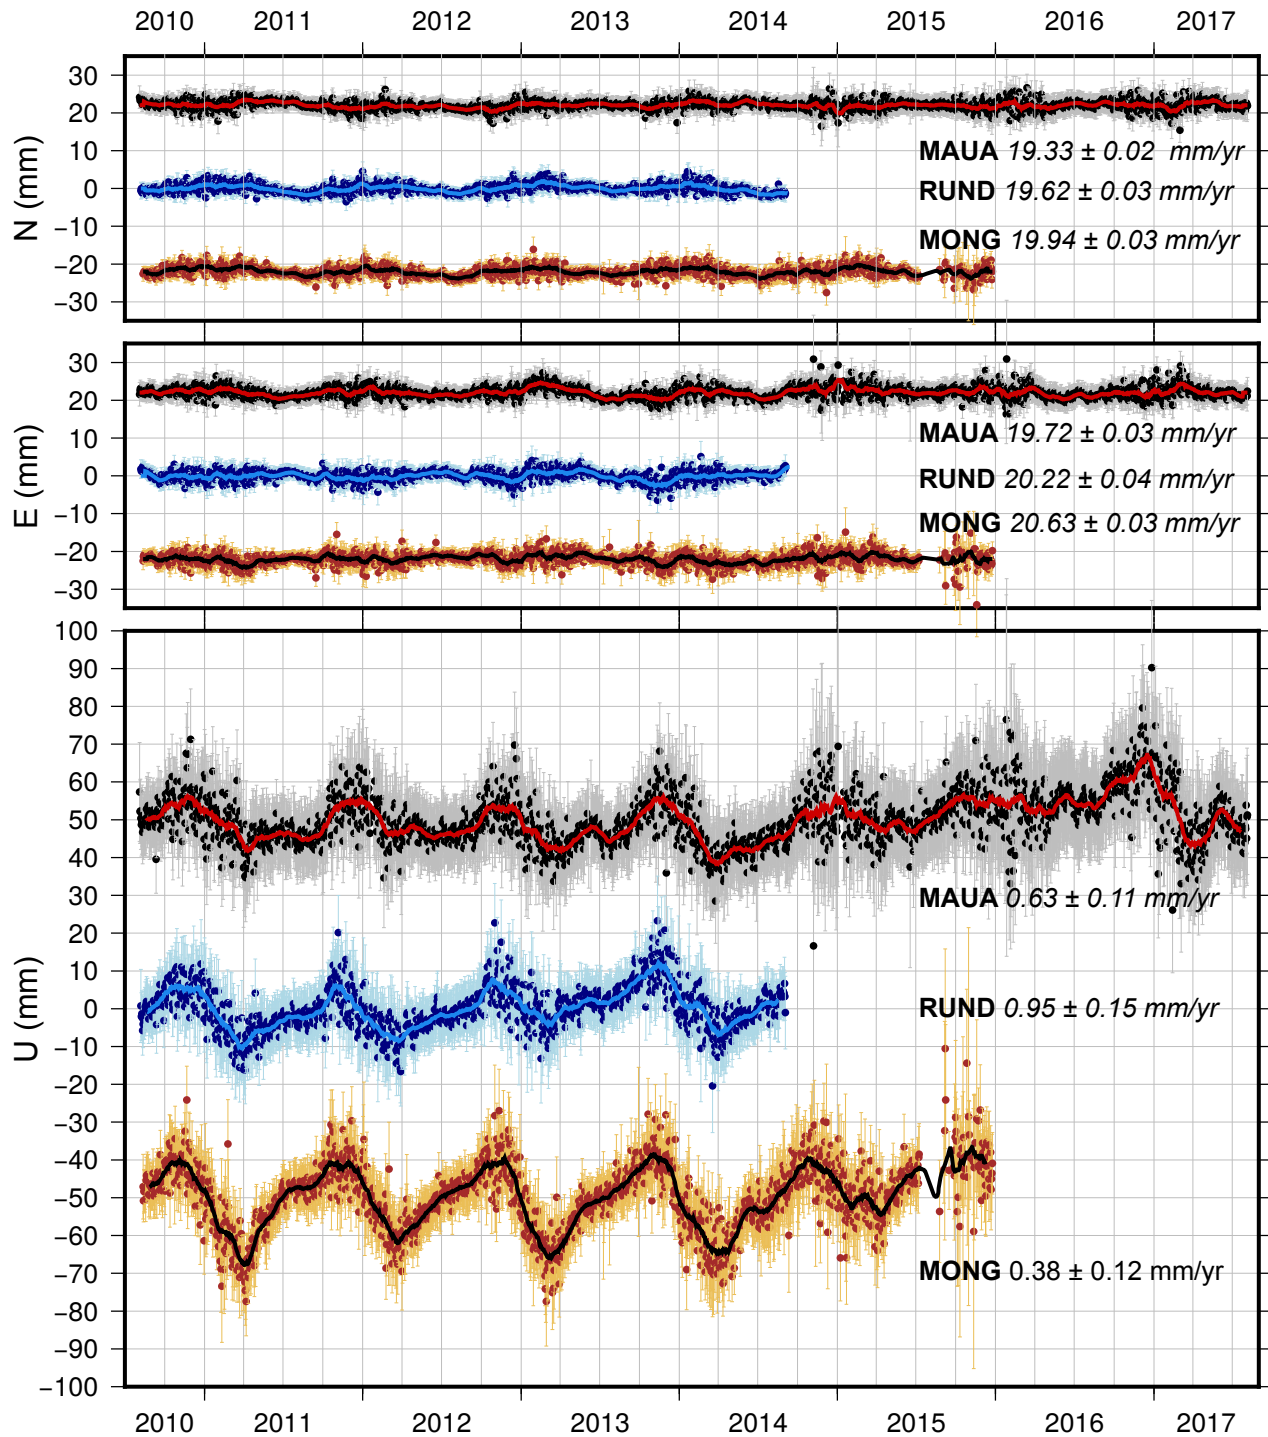 2010 2011 2012 2013 2014 2015 2016 2017
N (mm)
30
20
10
0
−10
−20
−30
MAUA 19.33 ± 0.02 mm/yr
RUND 19.62 ± 0.03 mm/yr
MONG 19.94 ± 0.03 mm/yr
E (mm)
30
20
10
0
−10
−20
−30
MAUA 19.72 ± 0.03 mm/yr
RUND 20.22 ± 0.04 mm/yr
MONG 20.63 ± 0.03 mm/yr
U (mm)
100
90
80
70
60
50
40
30
20
10
0
−10
−20
−30
−40
−50
−60
−70
−80
−90
−100
MAUA 0.63 ± 0.11 mm/yr
RUND 0.95 ± 0.15 mm/yr
MONG 0.38 ± 0.12 mm/yr
2010 2011 2012 2013 2014 2015 2016 2017